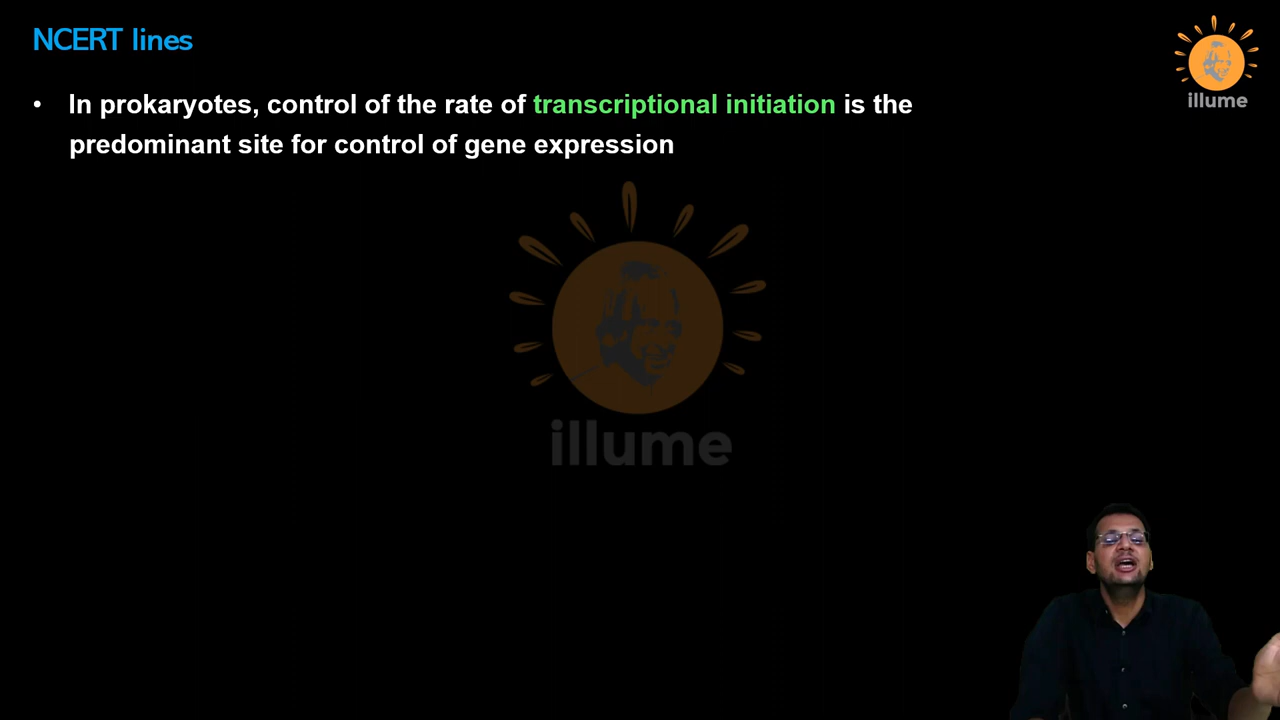 NCERT lines
illume
• In prokaryotes, control of the rate of transcriptional initiation is the
predominant site for control of gene expression
illume